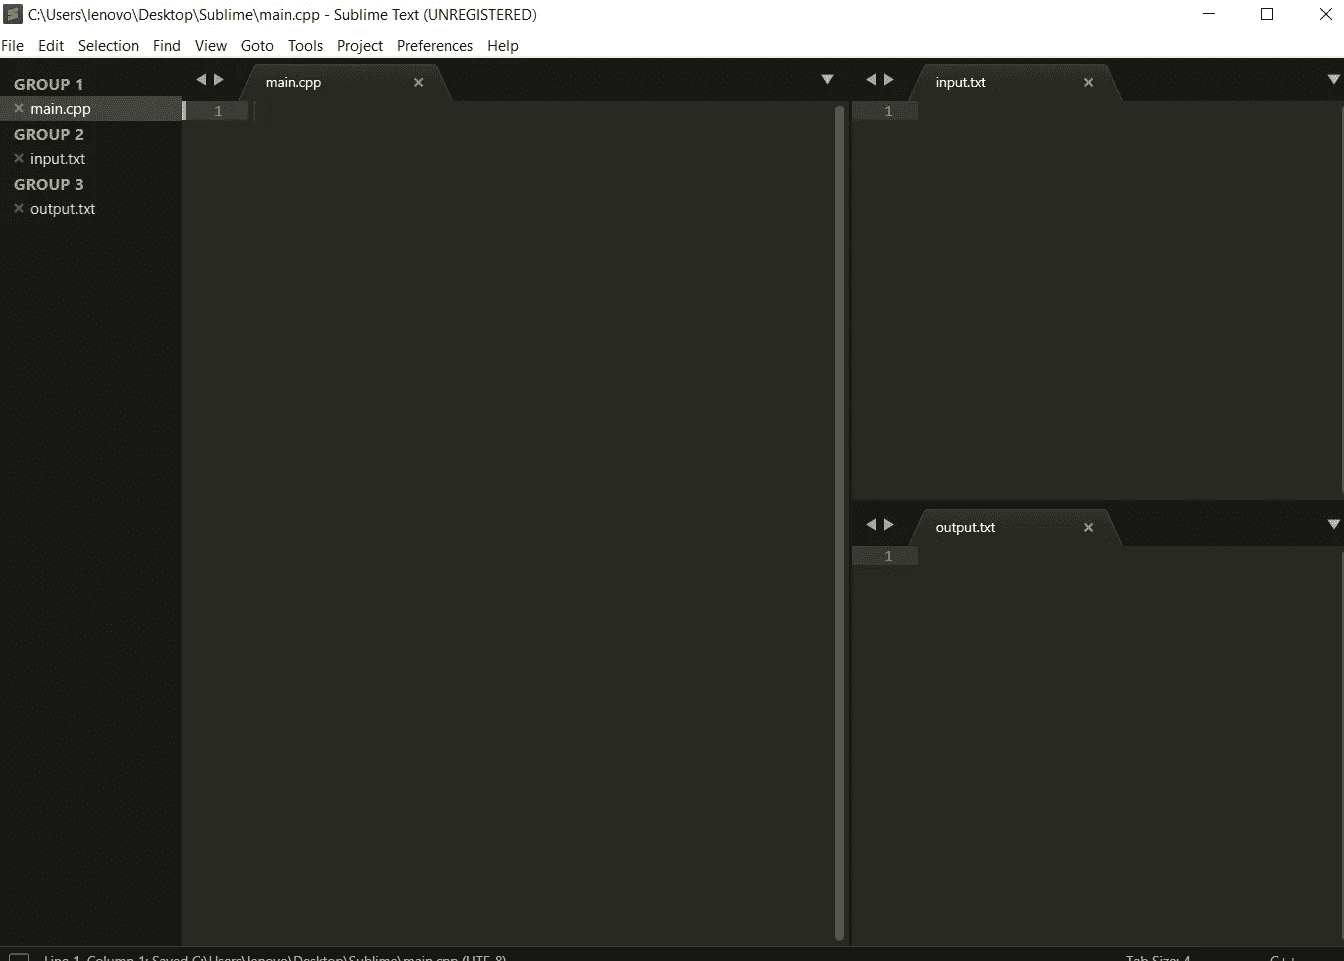 C:\Users\lenovo\Desktop\Sublime\main.cpp - Sublime Text (UNREGISTERED)
File Edit Selection Find View Goto Tools Project Preferences Help
GROUP 1
main.cpp
GROUP 2
input.txt
GROUP 3
output.txt
main.cpp
1
input.txt
1
output.txt
1
Line 1, Column 1; Saved C:\Users\lenovo\Desktop\Sublime\main.cpp (UTF-8)
Tab Size: 4
C++